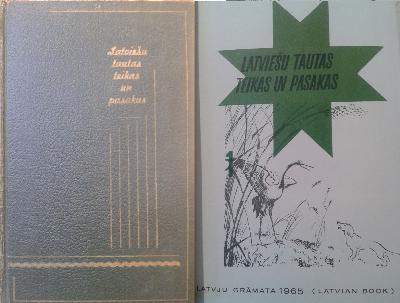 Latviešu
tautas
teikas
un
pasakas
LATVIEŠU TAUTAS
TEIKAS UN PASAKAS
1
LATVJU GRĀMATA 1965 (LATVIAN BOOK)